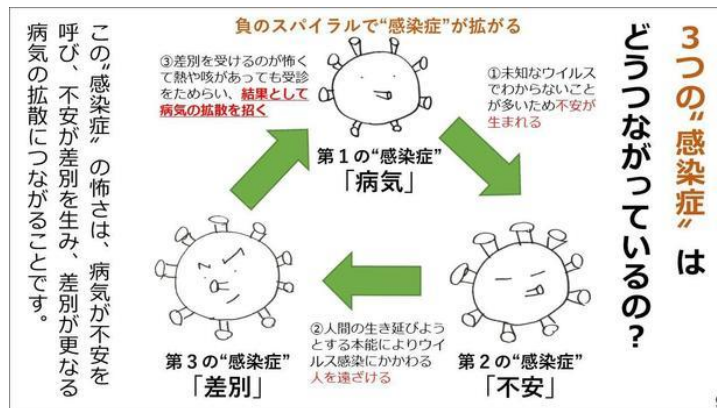 3つの“感染症”は
どうつながっているの？
負のスパイラルで“感染症”が拡がる
①未知なウイルス
でわからないこと
が多いため不安が
生まれる
第1の“感染症”
「病気」
③差別を受けるのが怖く
て熱や咳があっても受診
をためらい、結果として
病気の拡散を招く
第2の“感染症”
「不安」
②人間の生き延びよう
とする本能によりウイ
ルス感染にかかわる
人を遠ざける
第3の“感染症”
「差別」
この“感染症”の怖さは、病気が不安を
呼び、不安が差別を生み、差別が更なる
病気の拡散につながることです。